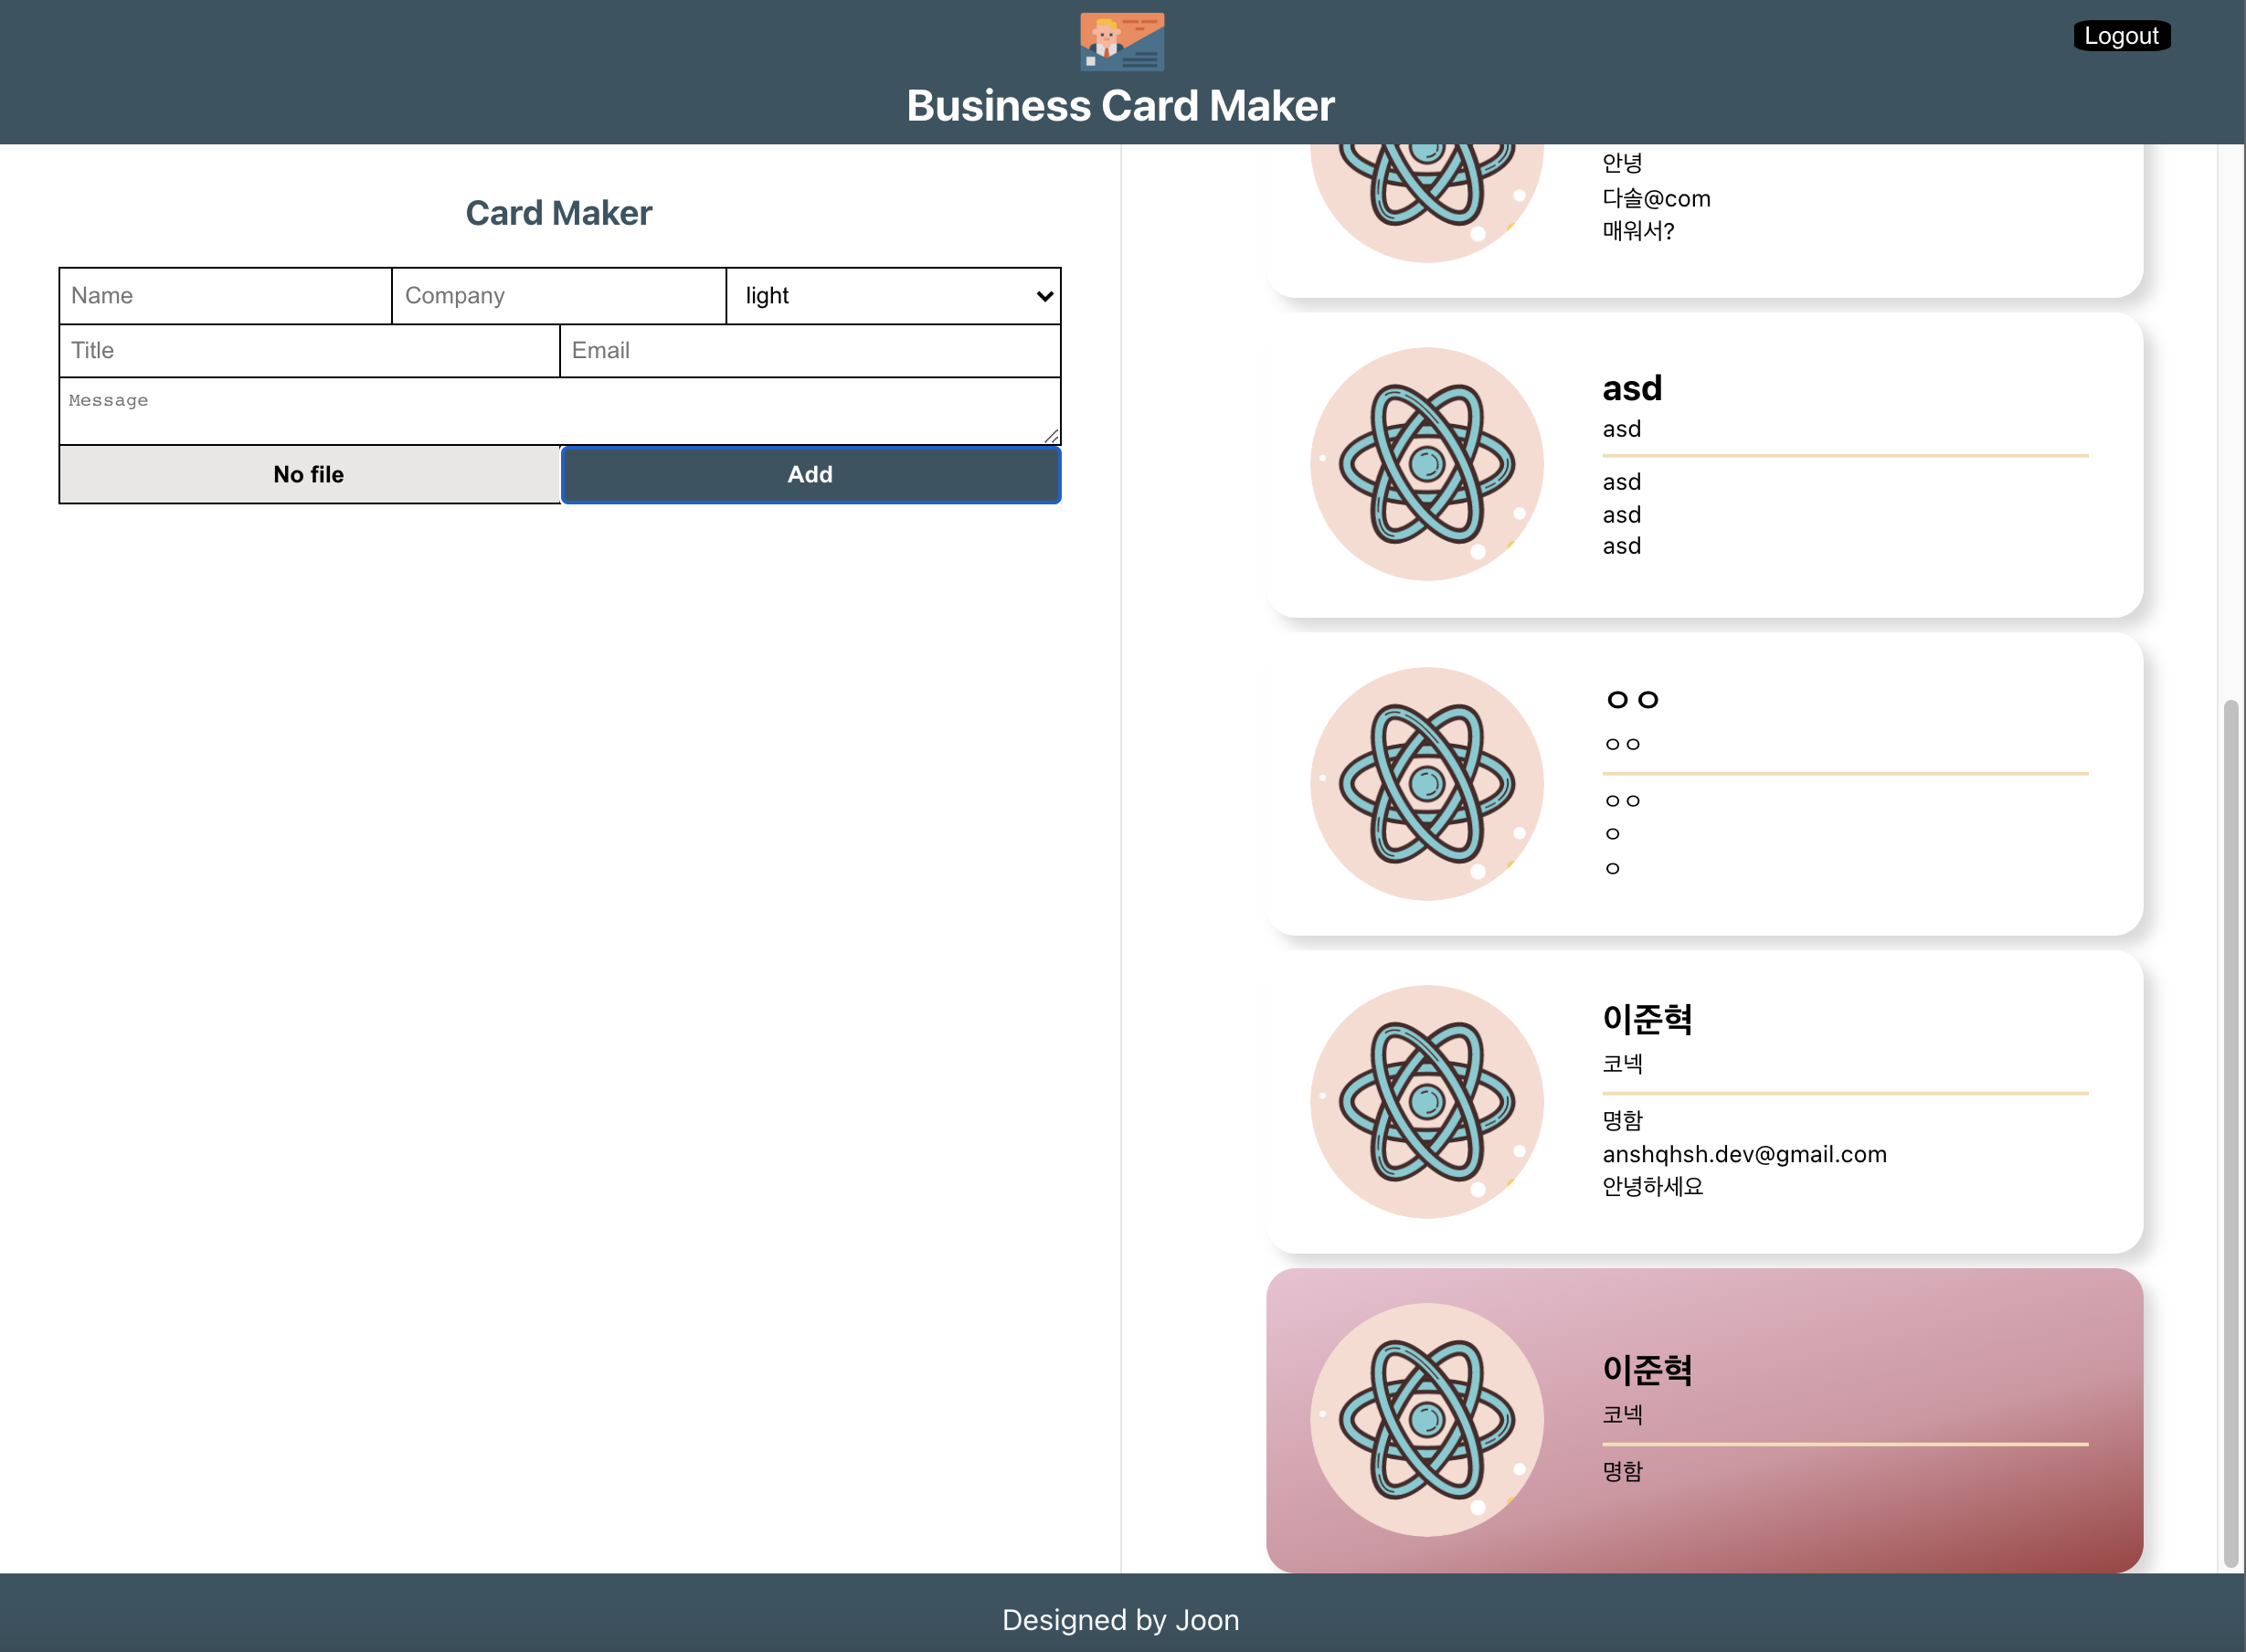 Logout
Business Card Maker
Card Maker
Name
Company
light
Title
Email
Message
No file
Add
안녕
다솔@com
매워서?
asd
asd
asd
asd
asd
ㅇㅇ
ㅇㅇ
ㅇㅇ
ㅇ
ㅇ
이준혁
코넥
명함
anshqhsh.dev@gmail.com
안녕하세요
이준혁
코넥
명함
Designed by Joon